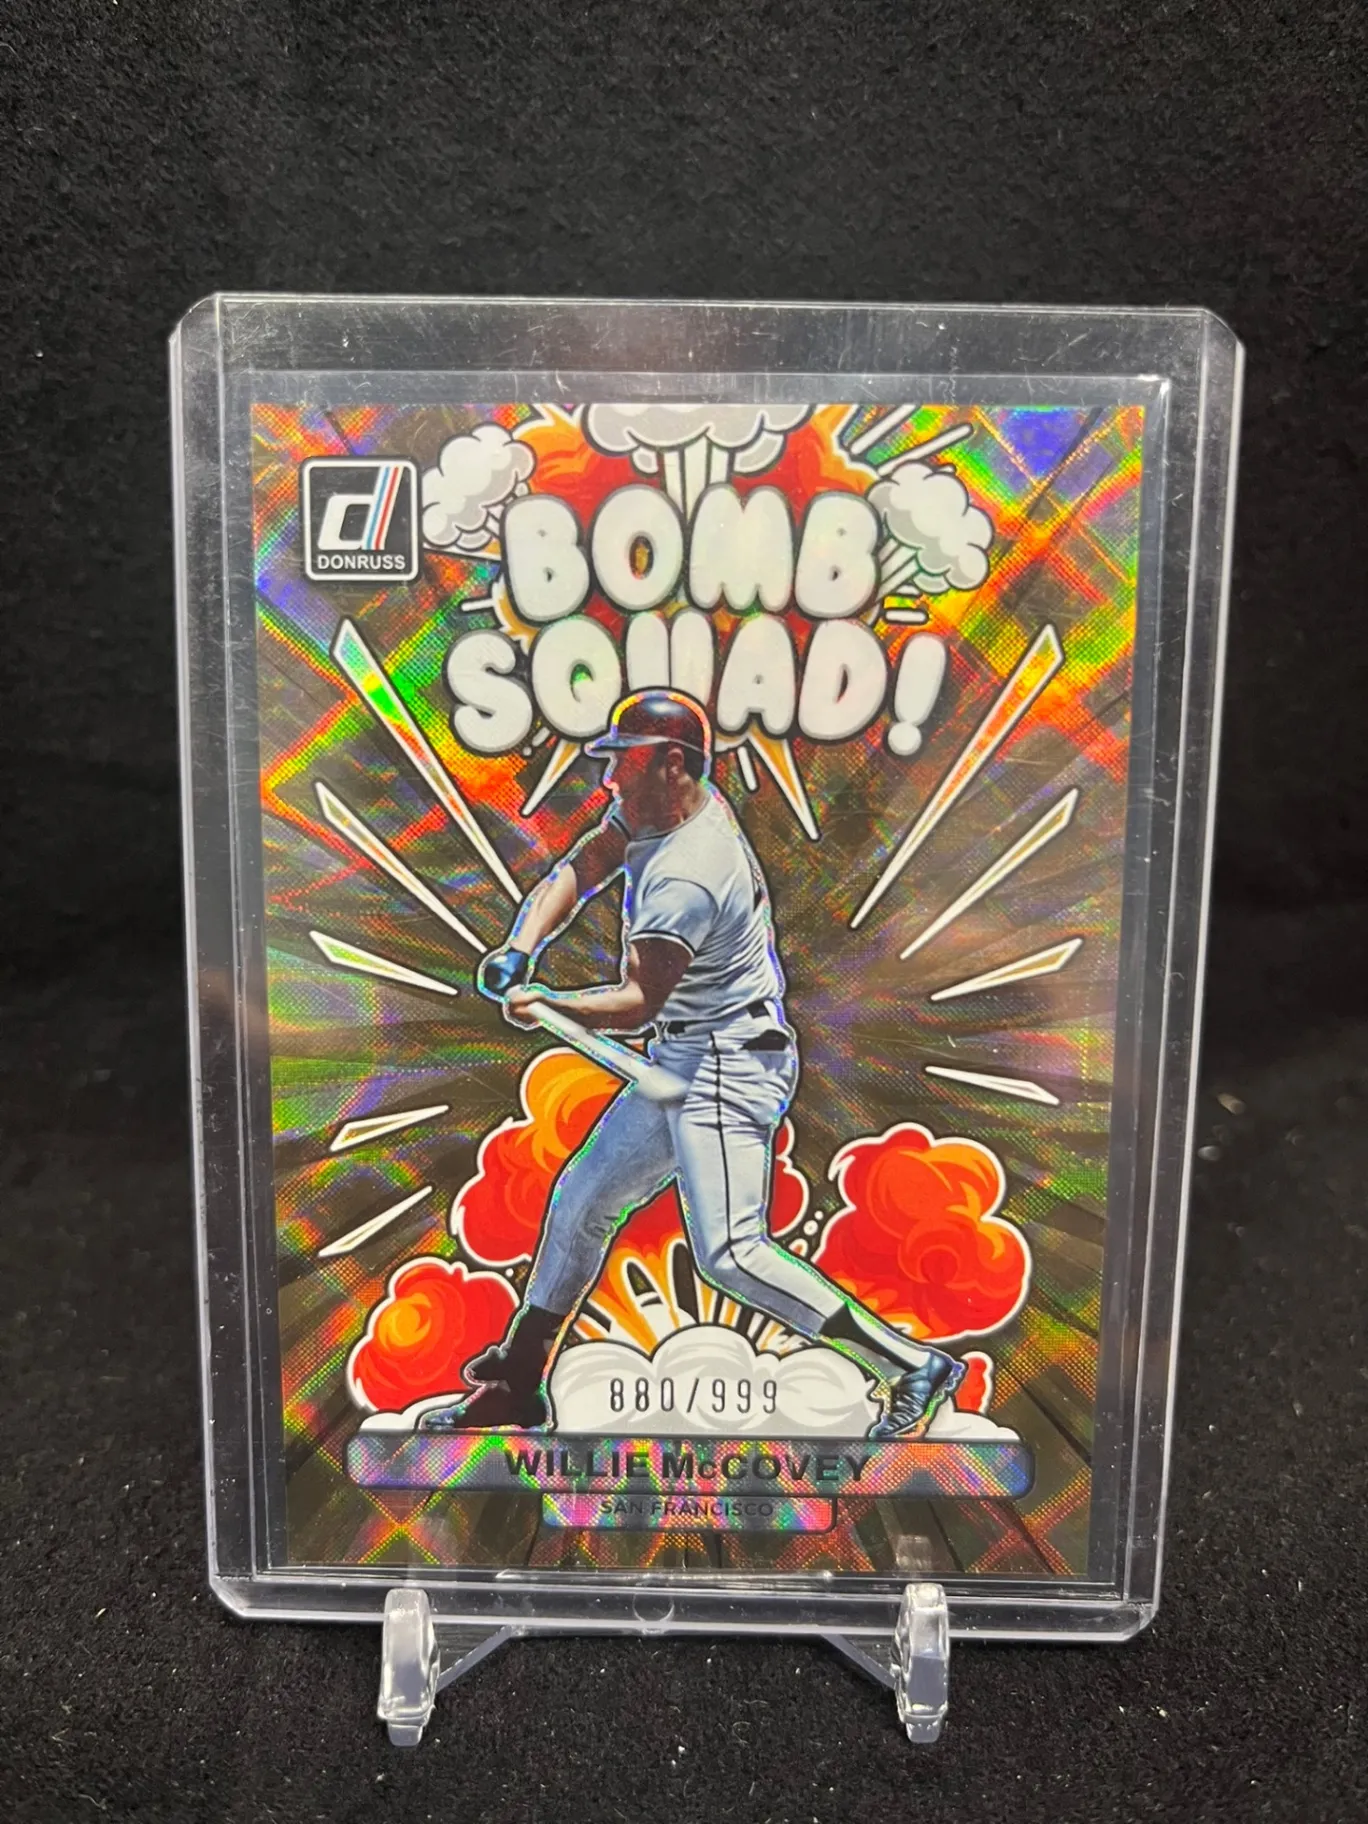 BOMB
SQUAD!
d
DONRUSS
880/999
WILLIE McCOVEY
SAN FRANCISCO